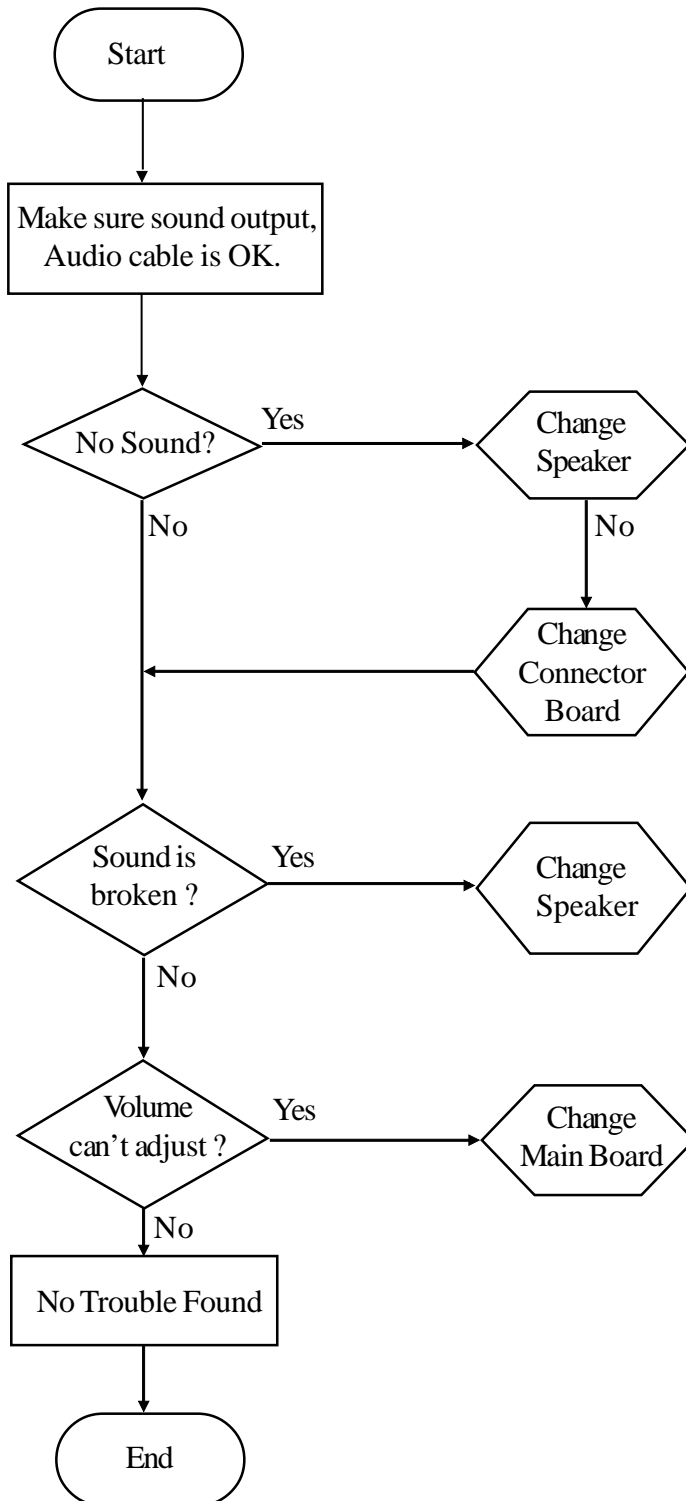 Start
Make sure sound output,
Audio cable is OK.
No Sound?
Yes
Change
Speaker
No
No
Change
Connector
Board
Sound is
broken ?
Yes
Change
Speaker
No
Volume
can't adjust ?
Yes
Change
Main Board
No
No Trouble Found
End